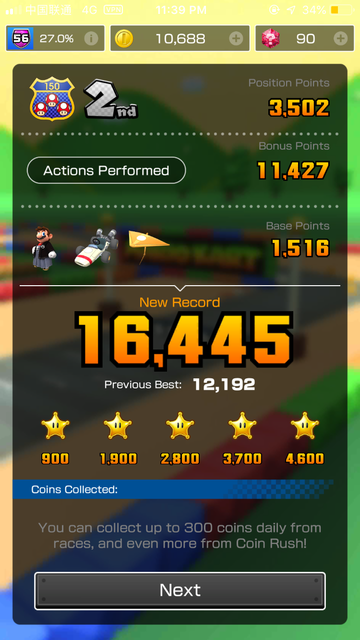 中国联通 4G 11:33 PM 34%
56 27.0% i 10,688 + 90 +
150 2nd
Position Points
3,502
Bonus Points
Actions Performed
11,427
Base Points
1,516
New Record
16,445
Previous Best: 12,192
900 1,900 2,800 3,700 4,600
Coins Collected:
You can collect up to 300 coins daily from
races, and even more from Coin Rush!
Next